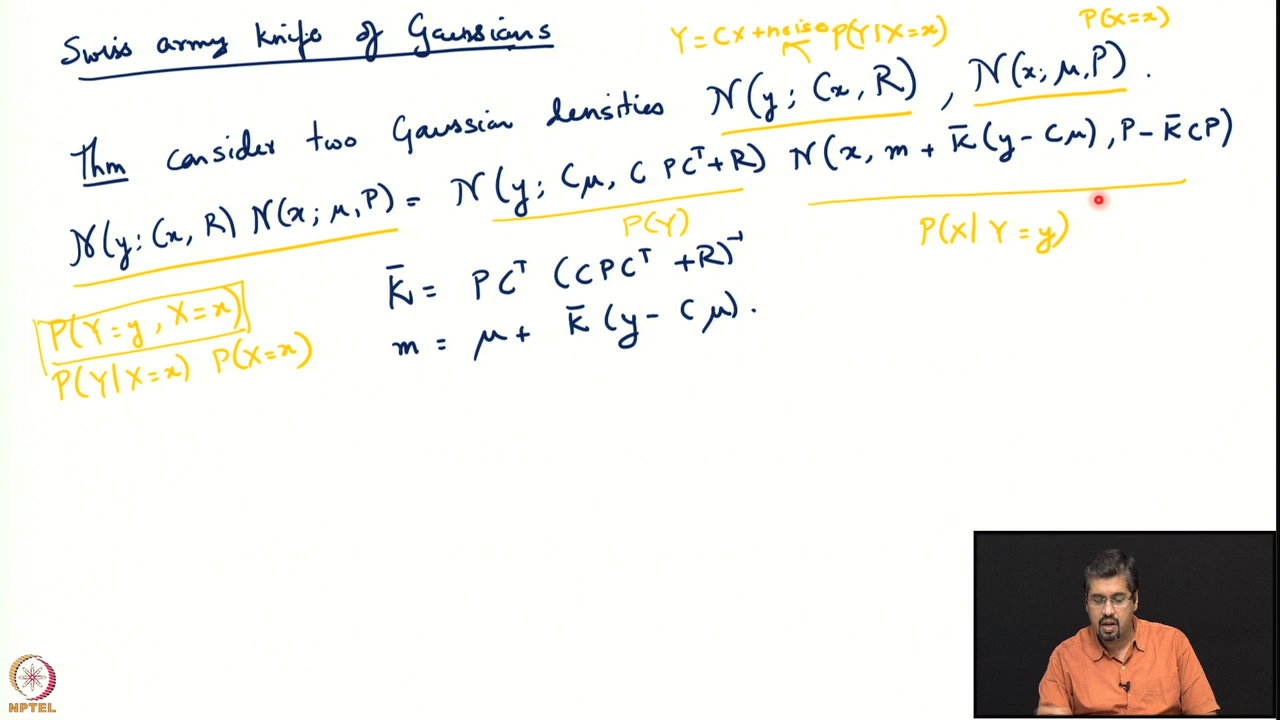 Swiss army knife of Gaussians
Y = CX + noise P(Y|X=x) P(X=x)
Thm consider two Gaussian densities N(y; Cx, R), N(x; μ, P).
N(y; Cx, R) N(x; μ, P) = N(y; Cμ, C P Cᵀ + R) N(x, m + K̄(y - Cμ), P - K̄CP)
P(Y) P(X|Y=y)
K̄ = PCᵀ (CPCᵀ + R)⁻¹
P(Y=y, X=x)
m = μ + K̄(y - Cμ).
P(Y|X=x) P(X=x)
NPTEL